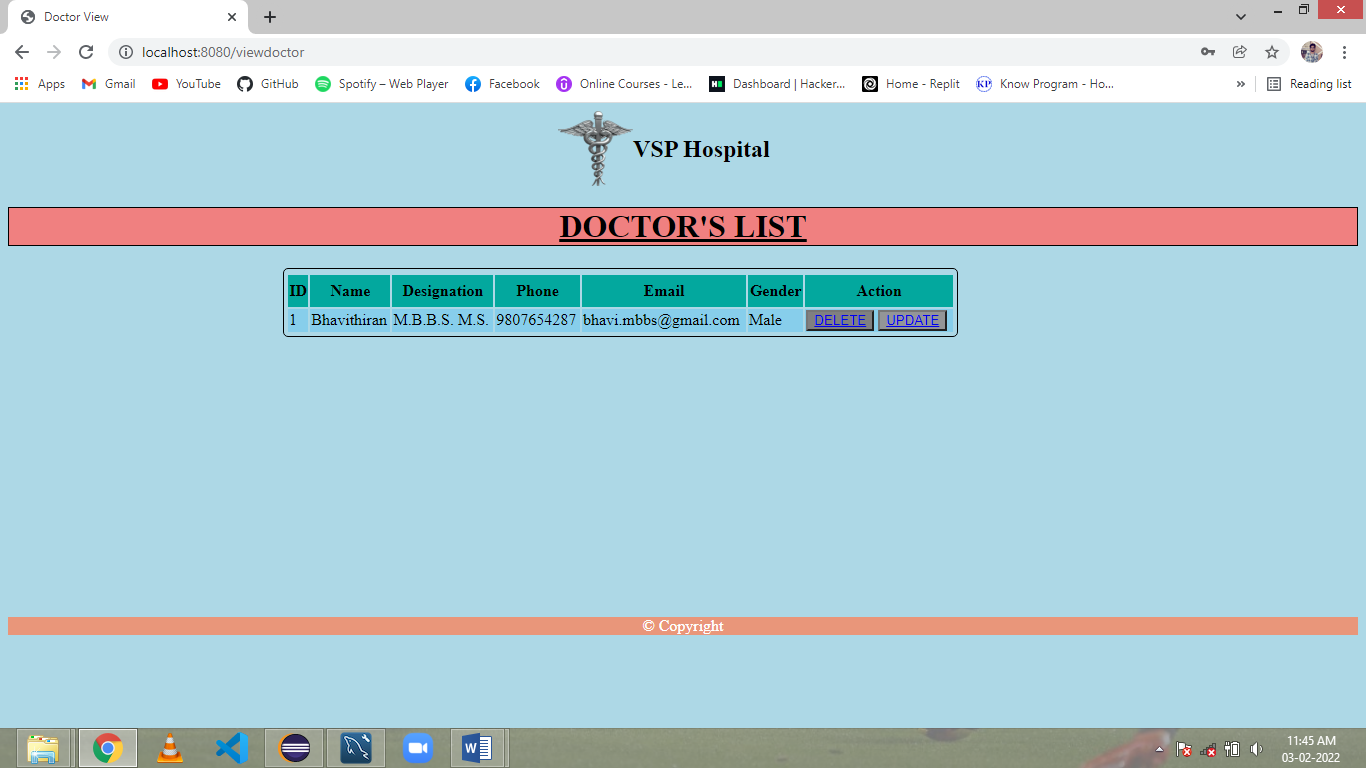 Doctor View
localhost:8080/viewdoctor
Apps Gmail YouTube GitHub Spotify – Web Player Facebook Online Courses - Le... Dashboard | Hacker... Home - Replit Know Program - Ho... » Reading list
VSP Hospital
DOCTOR'S LIST
ID Name Designation Phone Email Gender Action
1 Bhavithiran M.B.B.S. M.S. 9807654287 bhavi.mbbs@gmail.com Male DELETE UPDATE
© Copyright
11:45 AM
03-02-2022